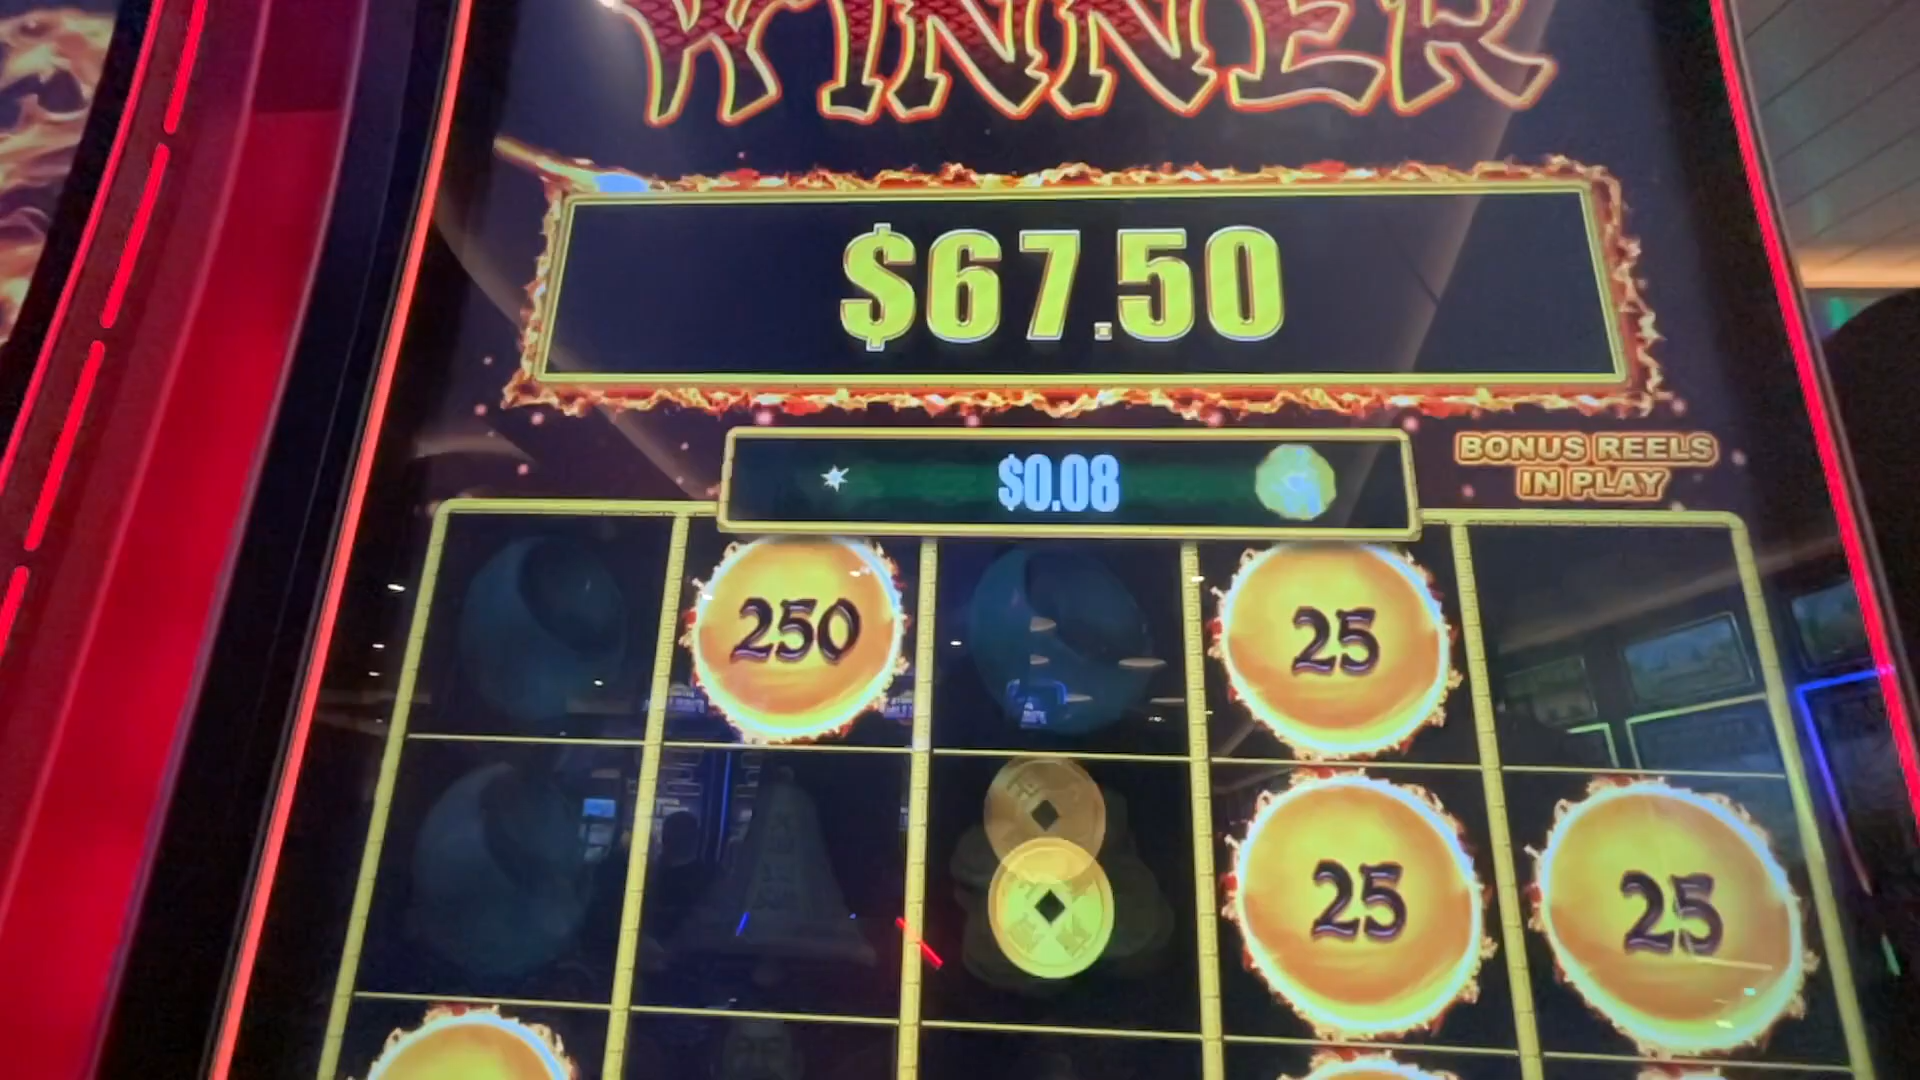 WINNER
$67.50
$0.08
BONUS REELS
IN PLAY
250
25
25
25